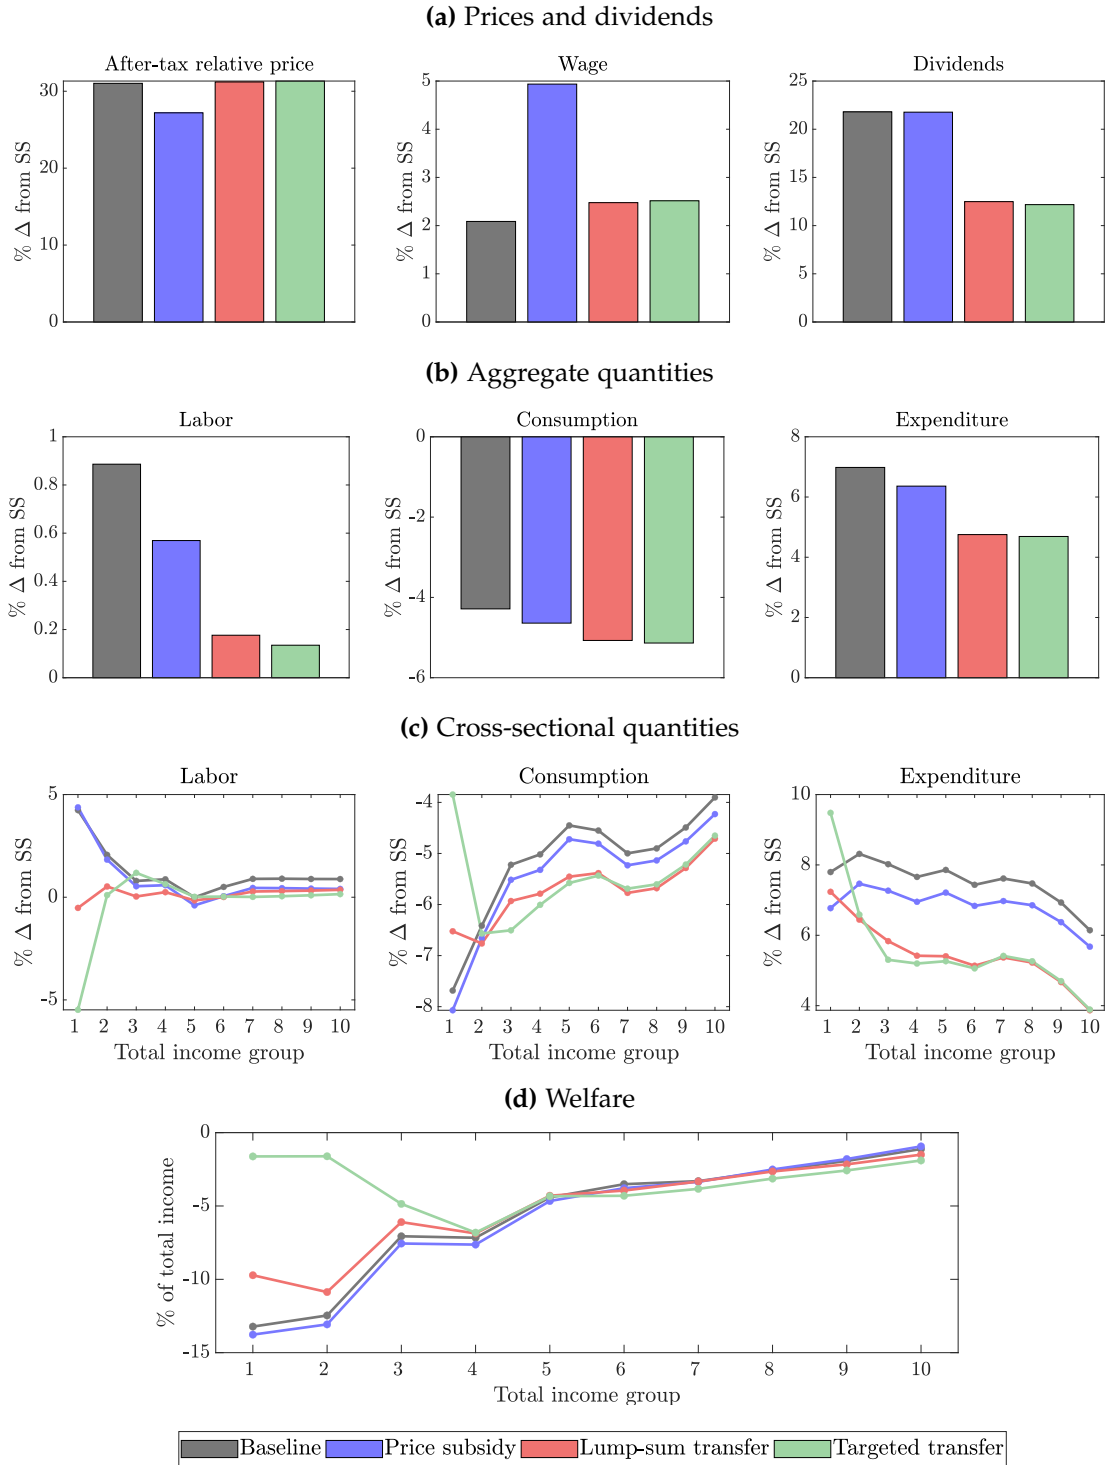 (a) Prices and dividends
After-tax relative price
Wage
Dividends
% Δ from SS
30
20
10
0
% Δ from SS
5
4
3
2
1
0
% Δ from SS
25
20
15
10
5
0
(b) Aggregate quantities
Labor
Consumption
Expenditure
% Δ from SS
1
0.8
0.6
0.4
0.2
0
% Δ from SS
0
-2
-4
-6
% Δ from SS
8
6
4
2
0
(c) Cross-sectional quantities
Labor
Consumption
Expenditure
% Δ from SS
5
0
-5
1 2 3 4 5 6 7 8 9 10
Total income group
% Δ from SS
-4
-5
-6
-7
-8
1 2 3 4 5 6 7 8 9 10
Total income group
% Δ from SS
10
8
6
4
1 2 3 4 5 6 7 8 9 10
Total income group
(d) Welfare
% of total income
0
-5
-10
-15
1 2 3 4 5 6 7 8 9 10
Total income group
Baseline Price subsidy Lump-sum transfer Targeted transfer